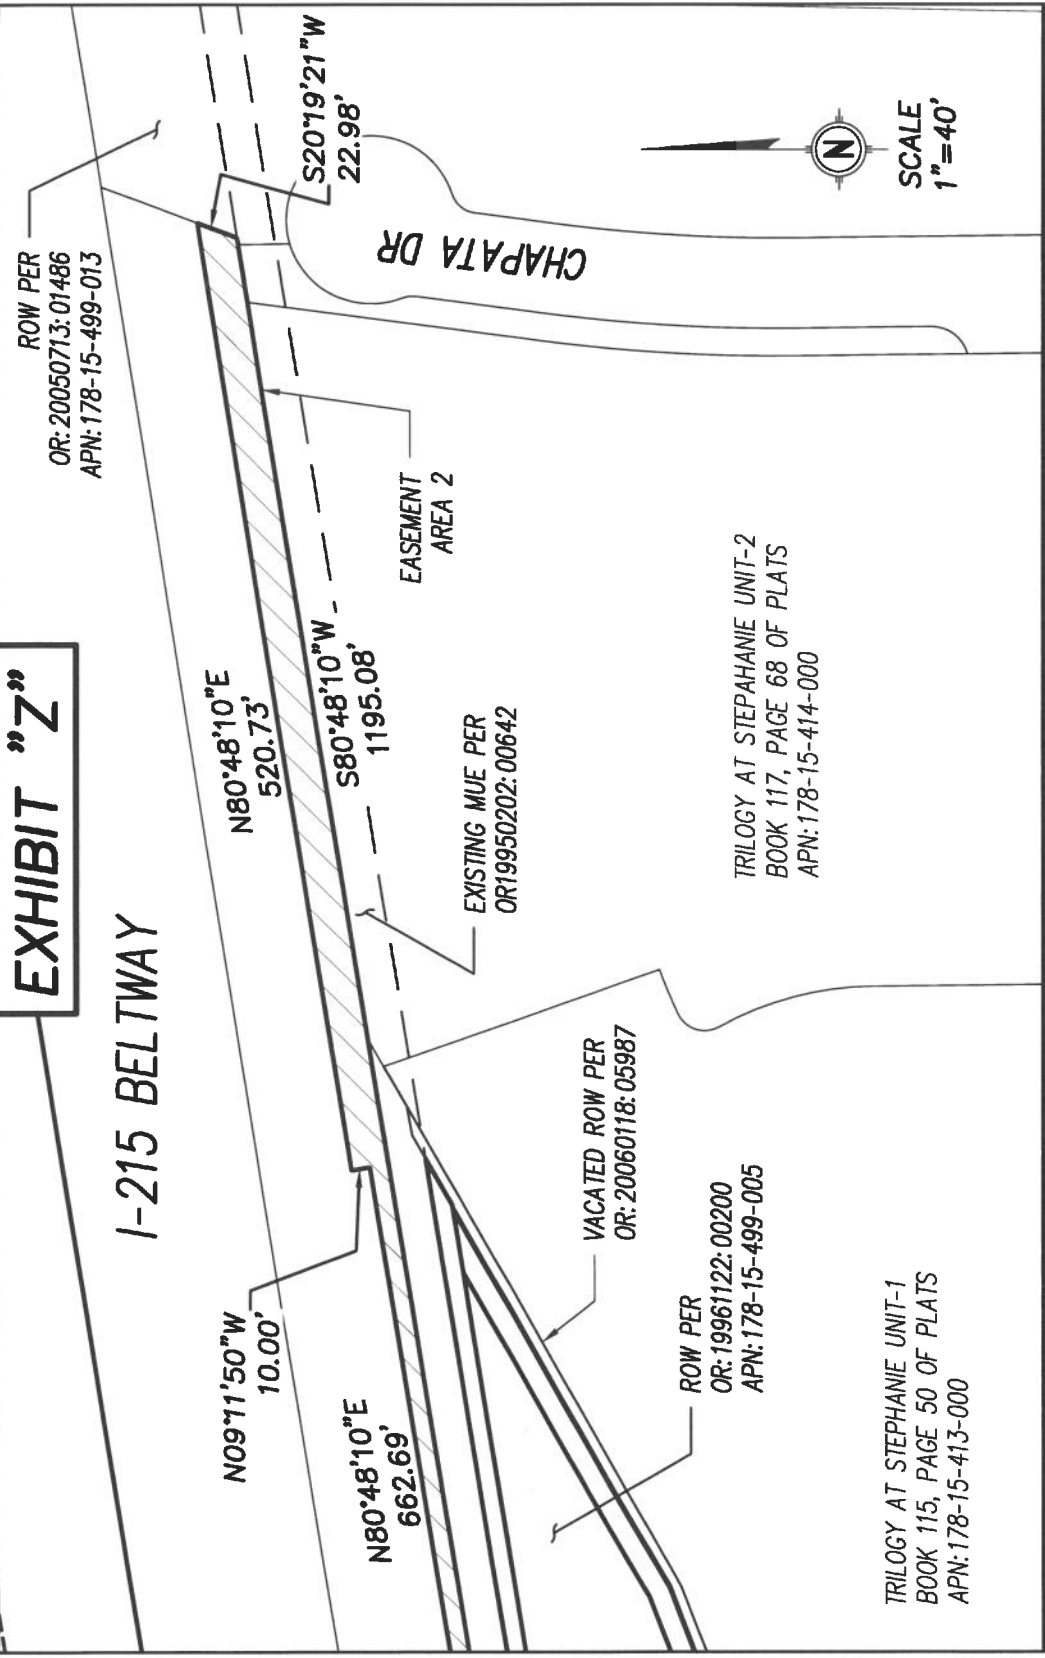 EXHIBIT "Z"
I-215 BELTWAY
ROW PER
OR:20050713:01486
APN:178-15-499-013
S20°19'21"W
22.98'
N80°48'10"E
520.73'
S80°48'10"W
1195.08'
CHAPATA DR
EASEMENT
AREA 2
N
SCALE
1"=40'
N09°11'50"W
10.00'
N80°48'10"E
662.69'
EXISTING MUE PER
OR19950202:00642
VACATED ROW PER
OR:20060118:05987
ROW PER
OR:19961122:00200
APN:178-15-499-005
TRILOGY AT STEPAHANIE UNIT-2
BOOK 117, PAGE 68 OF PLATS
APN:178-15-414-000
TRILOGY AT STEPHANIE UNIT-1
BOOK 115, PAGE 50 OF PLATS
APN:178-15-413-000